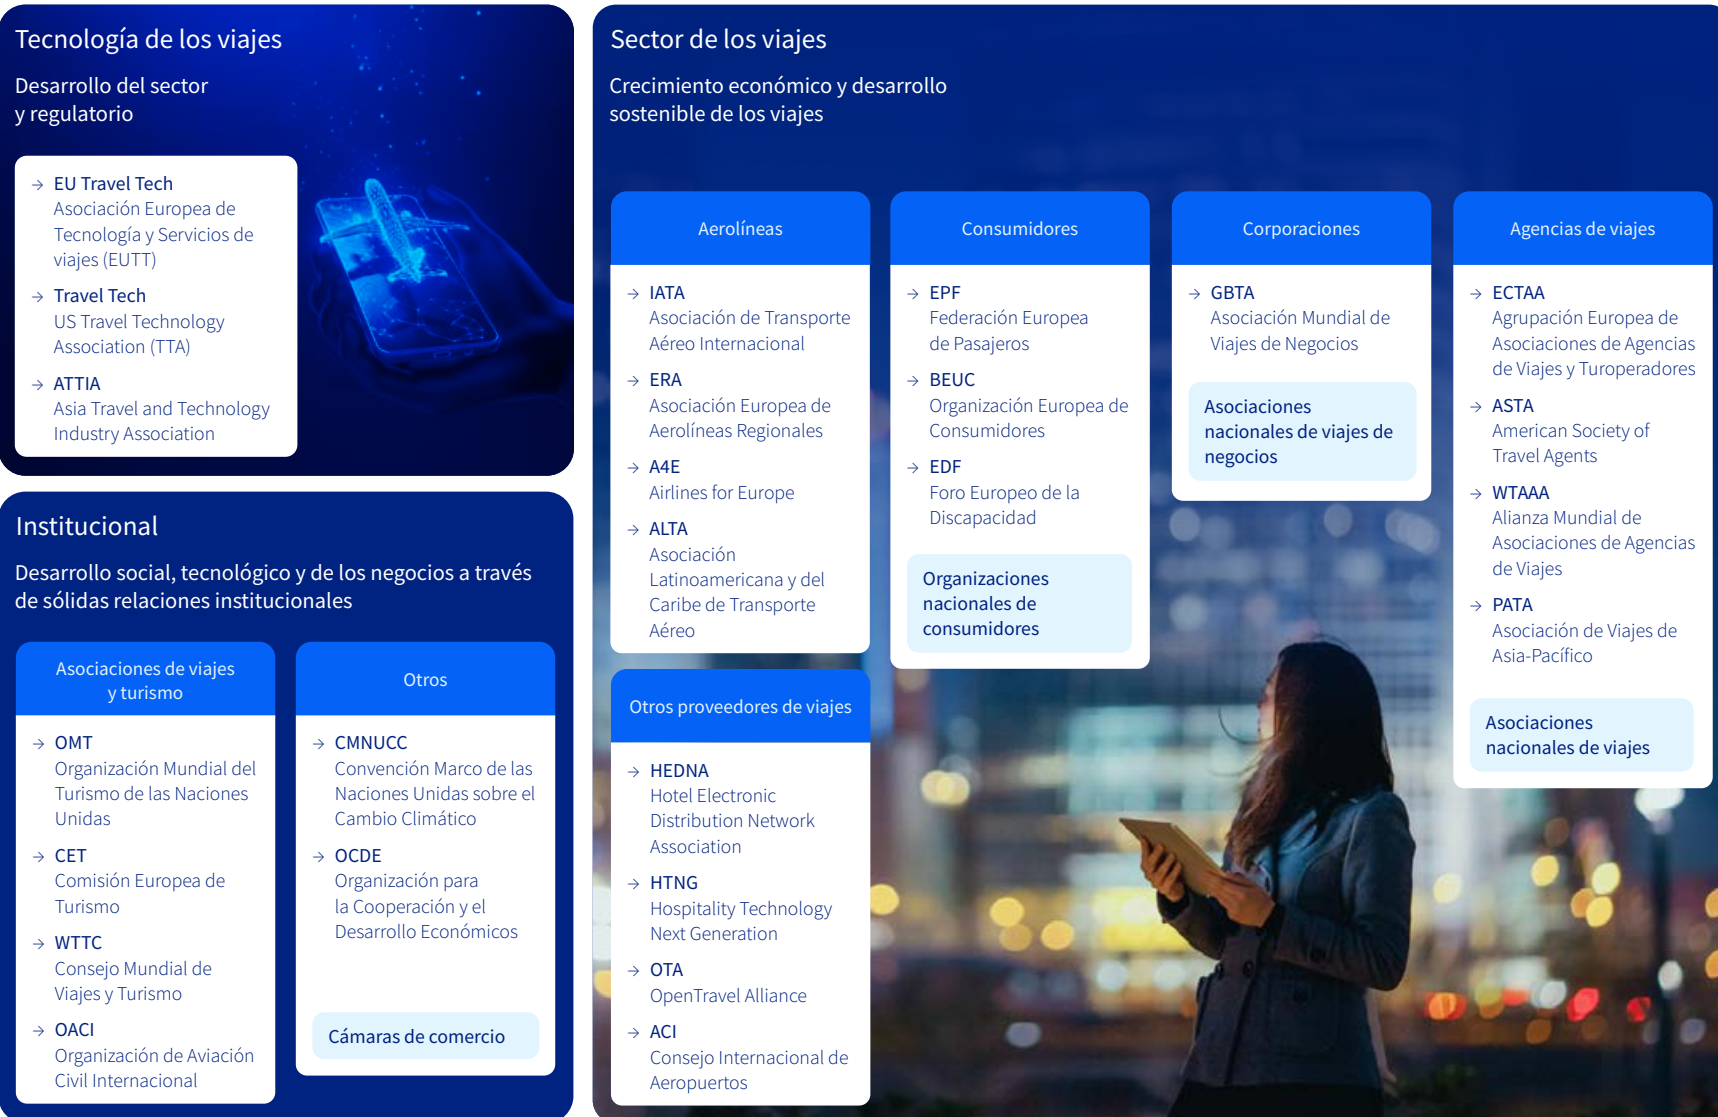 Tecnología de los viajes
Desarrollo del sector
y regulatorio
→ EU Travel Tech
Asociación Europea de
Tecnología y Servicios de
viajes (EUTT)
→ Travel Tech
US Travel Technology
Association (TTA)
→ ATTIA
Asia Travel and Technology
Industry Association
Institucional
Desarrollo social, tecnológico y de los negocios a través
de sólidas relaciones institucionales
Asociaciones de viajes
y turismo
→ OMT
Organización Mundial del
Turismo de las Naciones
Unidas
→ CET
Comisión Europea de
Turismo
→ WTTC
Consejo Mundial de
Viajes y Turismo
→ OACI
Organización de Aviación
Civil Internacional
Otros
→ CMNUCC
Convención Marco de las
Naciones Unidas sobre el
Cambio Climático
→ OCDE
Organización para
la Cooperación y el
Desarrollo Económicos
Cámaras de comercio
Sector de los viajes
Crecimiento económico y desarrollo
sostenible de los viajes
Aerolíneas
→ IATA
Asociación de Transporte
Aéreo Internacional
→ ERA
Asociación Europea de
Aerolíneas Regionales
→ A4E
Airlines for Europe
→ ALTA
Asociación
Latinoamericana y del
Caribe de Transporte
Aéreo
Otros proveedores de viajes
→ HEDNA
Hotel Electronic
Distribution Network
Association
→ HTNG
Hospitality Technology
Next Generation
→ OTA
OpenTravel Alliance
→ ACI
Consejo Internacional de
Aeropuertos
Consumidores
→ EPF
Federación Europea
de Pasajeros
→ BEUC
Organización Europea de
Consumidores
→ EDF
Foro Europeo de la
Discapacidad
Organizaciones
nacionales de
consumidores
Corporaciones
→ GBTA
Asociación Mundial de
Viajes de Negocios
Asociaciones
nacionales de viajes de
negocios
Agencias de viajes
→ ECTAA
Agrupación Europea de
Asociaciones de Agencias
de Viajes y Turoperadores
→ ASTA
American Society of
Travel Agents
→ WTAAA
Alianza Mundial de
Asociaciones de Agencias
de Viajes
→ PATA
Asociación de Viajes de
Asia-Pacífico
Asociaciones
nacionales de viajes